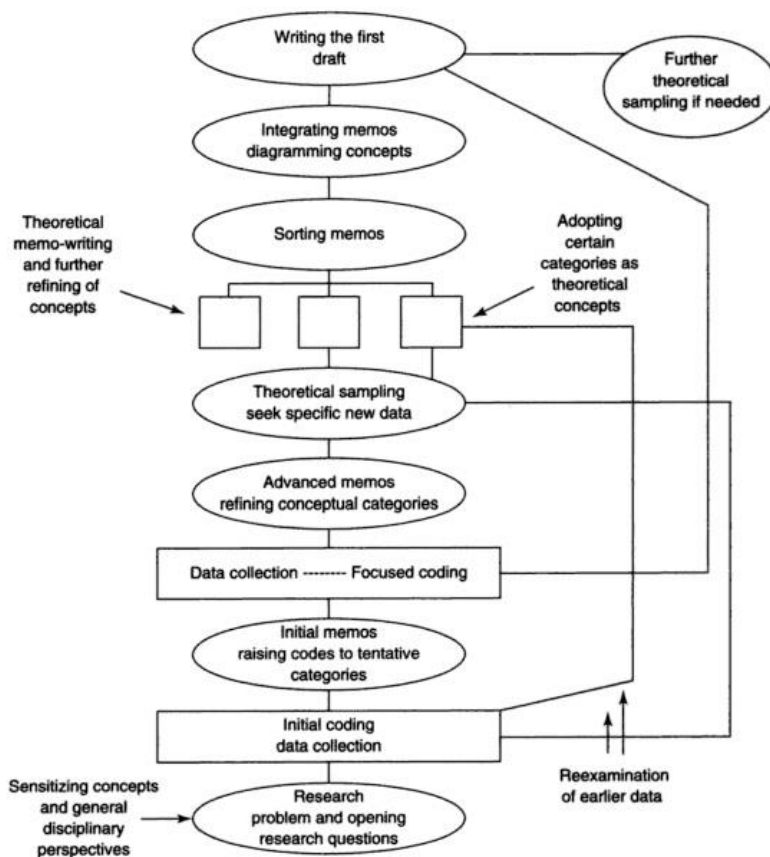 Writing the first
draft
Further
theoretical
sampling if needed
Integrating memos
diagramming concepts
Theoretical
memo-writing
and further
refining of
concepts
Sorting memos
Adopting
certain
categories as
theoretical
concepts
Theoretical sampling
seek specific new data
Advanced memos
refining conceptual categories
Data collection -------- Focused coding
Initial memos
raising codes to tentative
categories
Initial coding
data collection
Reexamination
of earlier data
Sensitizing concepts
and general
disciplinary
perspectives
Research
problem and opening
research questions